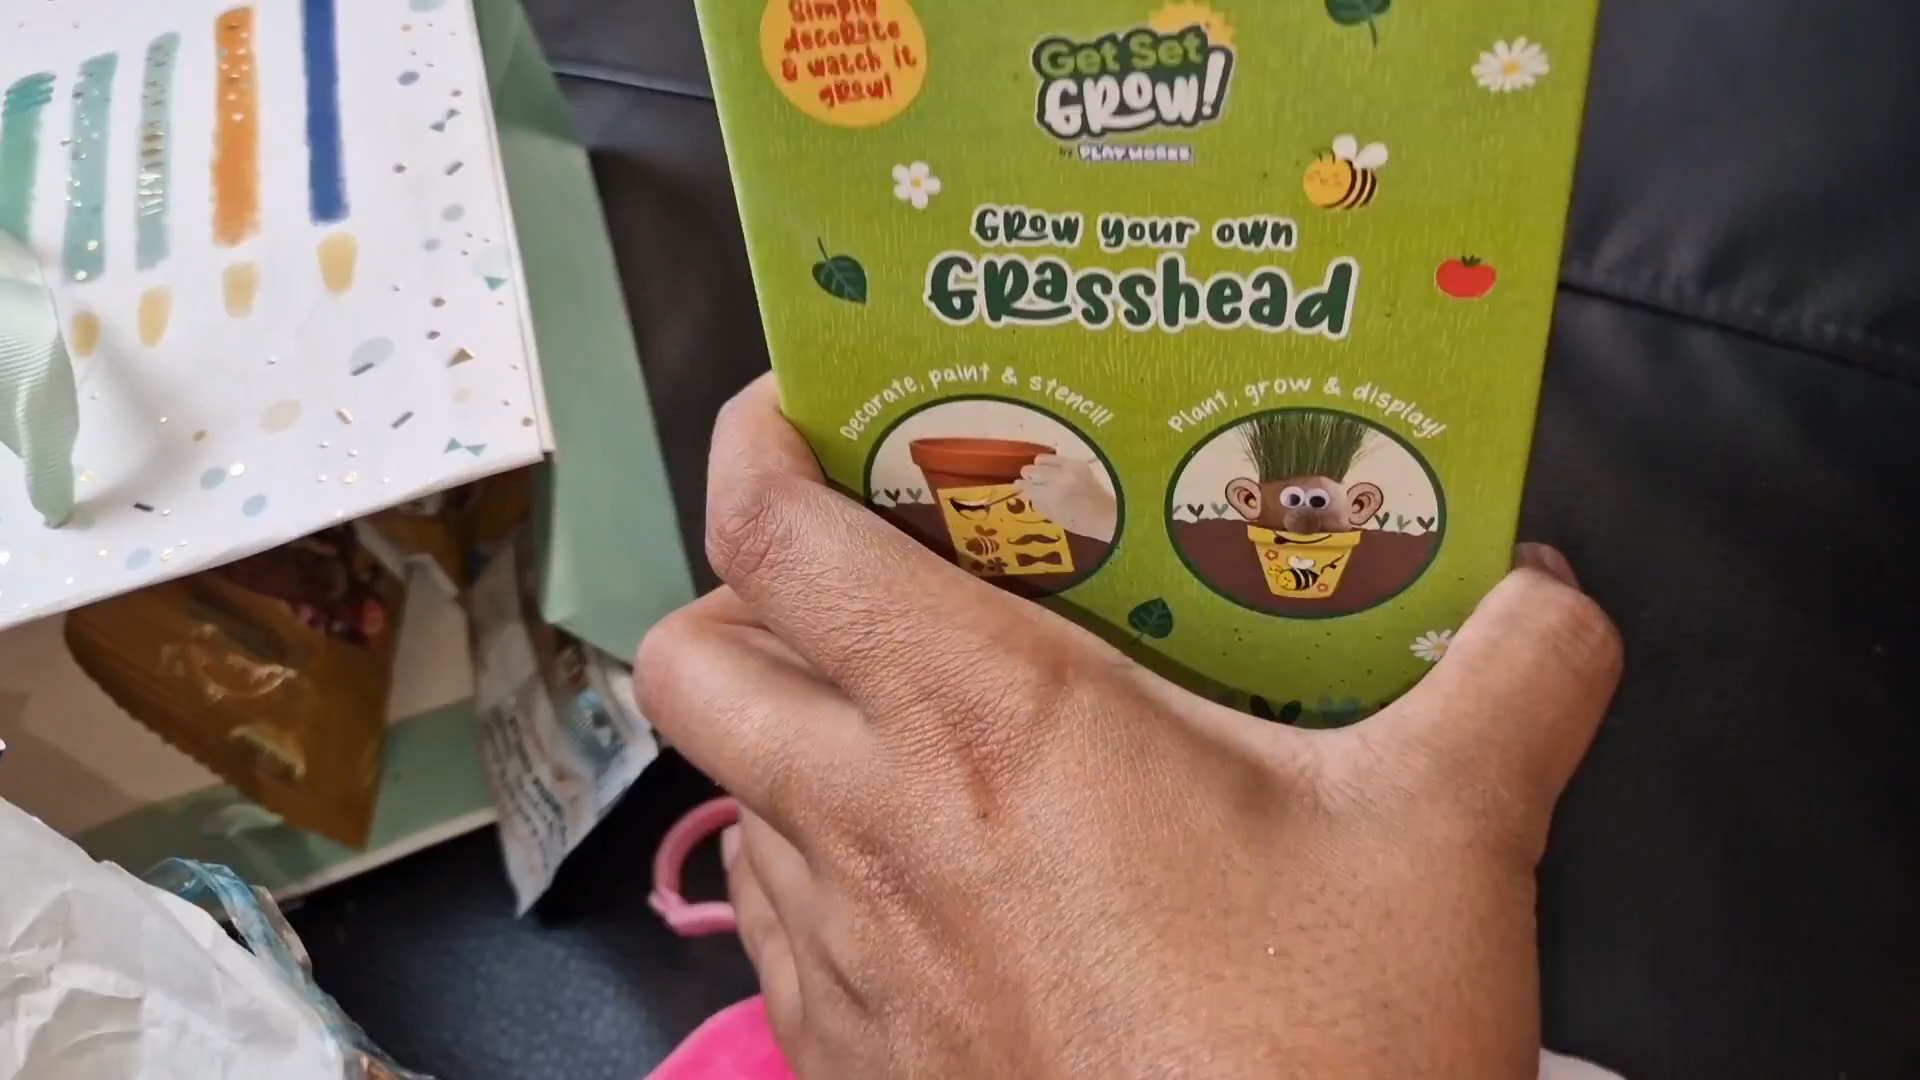 Simply
decorate
& watch it
grow!
Get Set
GROW!
by PLAYWORKS
Grow your own
Grasshead
Decorate, paint & stencil!
Plant, grow & display!